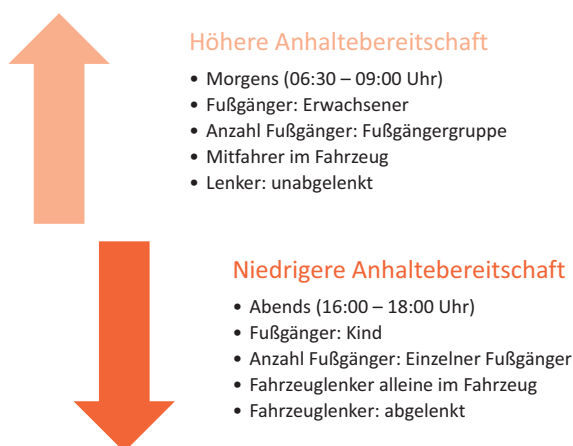 Höhere Anhaltebereitschaft
• Morgens (06:30 – 09:00 Uhr)
• Fußgänger: Erwachsener
• Anzahl Fußgänger: Fußgängergruppe
• Mitfahrer im Fahrzeug
• Lenker: unabgelenkt
Niedrigere Anhaltebereitschaft
• Abends (16:00 – 18:00 Uhr)
• Fußgänger: Kind
• Anzahl Fußgänger: Einzelner Fußgänger
• Fahrzeuglenker alleine im Fahrzeug
• Fahrzeuglenker: abgelenkt